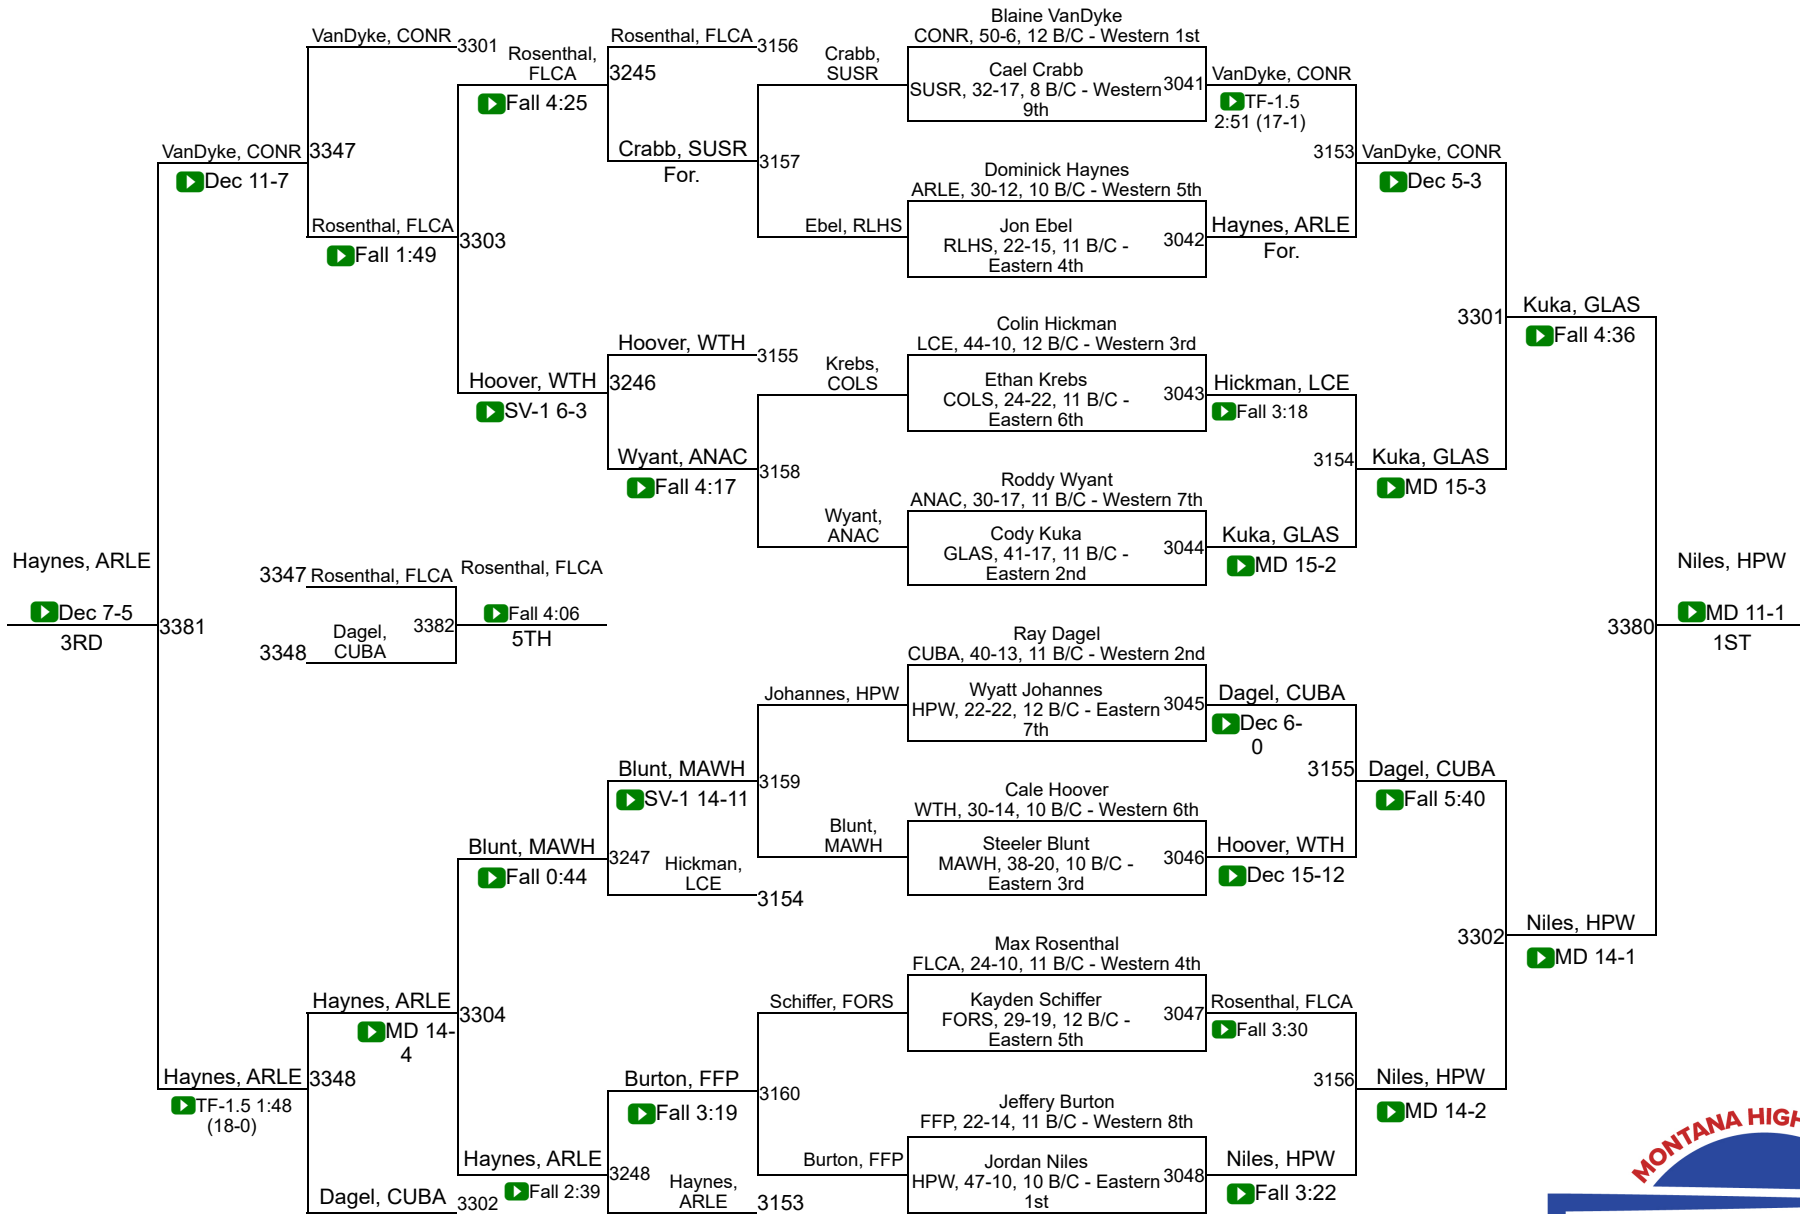 Blaine VanDyke
CONR, 50-6, 12 B/C - Western 1st
VanDyke, CONR
3301
Rosenthal, FLCA
3156
Rosenthal,
FLCA
3245
Fall 4:25
Crabb,
SUSR
Cael Crabb
SUSR, 32-17, 8 B/C - Western
9th
3041
VanDyke, CONR
TF-1.5
2:51 (17-1)
VanDyke, CONR
3347
Dec 11-7
Crabb, SUSR
For.
3157
3153
VanDyke, CONR
Dec 5-3
Dominick Haynes
ARLE, 30-12, 10 B/C - Western 5th
Rosenthal, FLCA
3303
Fall 1:49
Ebel, RLHS
Jon Ebel
RLHS, 22-15, 11 B/C -
Eastern 4th
3042
Haynes, ARLE
For.
3301
Kuka, GLAS
Fall 4:36
Colin Hickman
LCE, 44-10, 12 B/C - Western 3rd
Hoover, WTH
3155
Hoover, WTH
3246
SV-1 6-3
Krebs,
COLS
Ethan Krebs
COLS, 24-22, 11 B/C -
Eastern 6th
3043
Hickman, LCE
Fall 3:18
Wyant, ANAC
Fall 4:17
3158
3154
Kuka, GLAS
MD 15-3
Roddy Wyant
ANAC, 30-17, 11 B/C - Western 7th
Wyant,
ANAC
Cody Kuka
GLAS, 41-17, 11 B/C -
Eastern 2nd
3044
Kuka, GLAS
MD 15-2
Haynes, ARLE
Dec 7-5
3RD
3381
3347
Rosenthal, FLCA
Rosenthal, FLCA
3348
Dagel,
CUBA
3382
Fall 4:06
5TH
3380
Niles, HPW
MD 11-1
1ST
Ray Dagel
CUBA, 40-13, 11 B/C - Western 2nd
Johannes, HPW
Wyatt Johannes
HPW, 22-22, 12 B/C - Eastern
7th
3045
Dagel, CUBA
Dec 6-
0
Blunt, MAWH
SV-1 14-11
3159
3155
Dagel, CUBA
Fall 5:40
Cale Hoover
WTH, 30-14, 10 B/C - Western 6th
Blunt, MAWH
Fall 0:44
3247
Hickman,
LCE
3154
Blunt,
MAWH
Steeler Blunt
MAWH, 38-20, 10 B/C -
Eastern 3rd
3046
Hoover, WTH
Dec 15-12
3302
Niles, HPW
MD 14-1
Max Rosenthal
FLCA, 24-10, 11 B/C - Western 4th
Haynes, ARLE
MD 14-
4
3304
Schiffer, FORS
Kayden Schiffer
FORS, 29-19, 12 B/C -
Eastern 5th
3047
Rosenthal, FLCA
Fall 3:30
Haynes, ARLE
TF-1.5 1:48
(18-0)
3348
Burton, FFP
Fall 3:19
3160
3156
Niles, HPW
MD 14-2
Jeffery Burton
FFP, 22-14, 11 B/C - Western 8th
Haynes, ARLE
Fall 2:39
3248
Haynes,
ARLE
3153
Burton, FFP
Jordan Niles
HPW, 47-10, 10 B/C - Eastern
1st
3048
Niles, HPW
Fall 3:22
Dagel, CUBA
3302
MONTANA HIGH